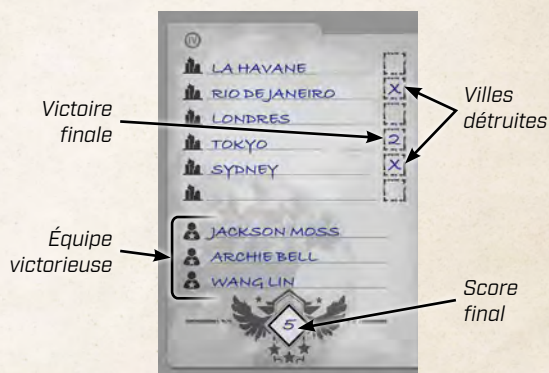 IV
LA HAVANE
RIO DE JANEIRO X
LONDRES
TOKYO 2
SYDNEY X
JACKSON MOSS
ARCHIE BELL
WANG LIN
5
Victoire
finale
Équipe
victorieuse
Villes
détruites
Score
final